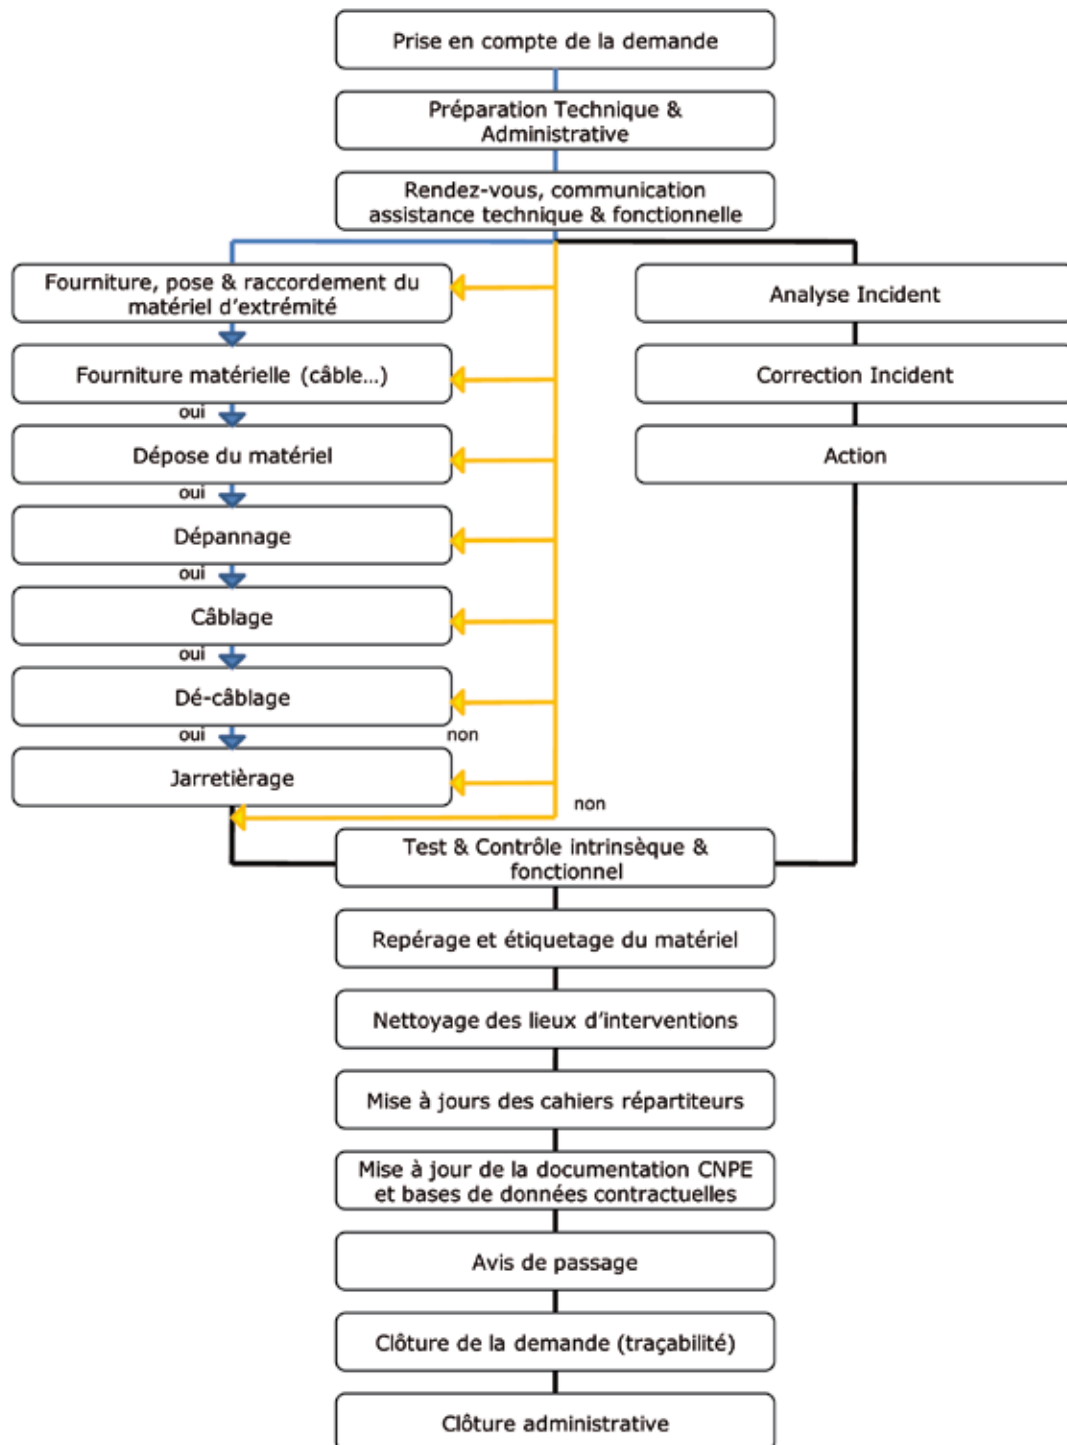 Prise en compte de la demande
Préparation Technique &
Administrative
Rendez-vous, communication
assistance technique & fonctionnelle
Fourniture, pose & raccordement du
matériel d'extrémité
Analyse Incident
Fourniture matérielle (câble...)
Correction Incident
oui
Dépose du matériel
Action
oui
Dépannage
oui
Câblage
oui
Dé-câblage
oui
non
Jarretièrage
non
Test & Contrôle intrinsèque &
fonctionnel
Repérage et étiquetage du matériel
Nettoyage des lieux d'interventions
Mise à jours des cahiers répartiteurs
Mise à jour de la documentation CNPE
et bases de données contractuelles
Avis de passage
Clôture de la demande (traçabilité)
Clôture administrative